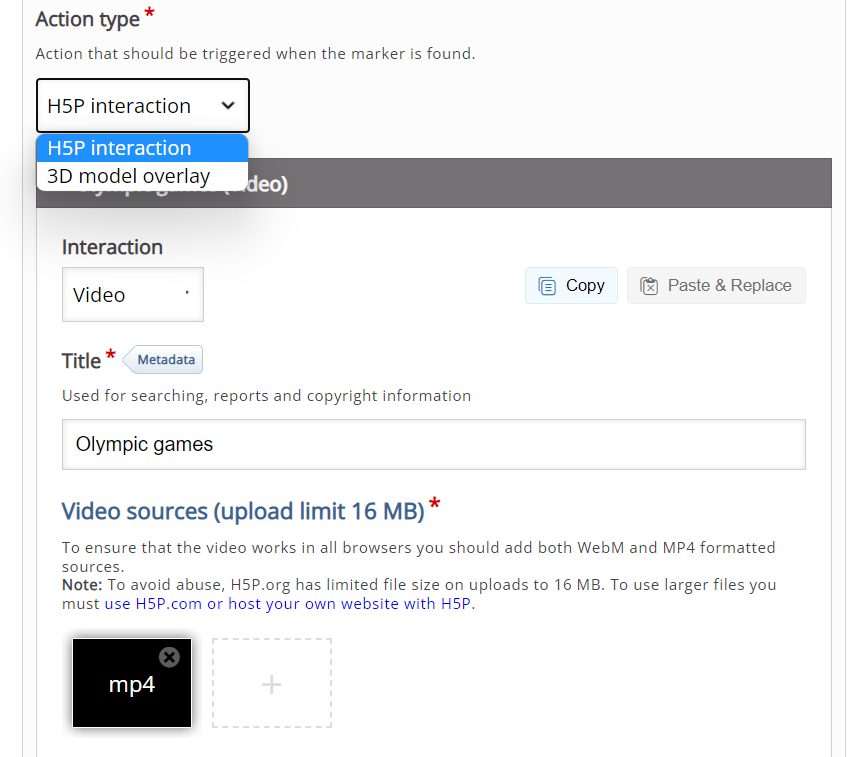 Action type *
Action that should be triggered when the marker is found.
H5P interaction
H5P interaction
3D model overlay
(Video)
Interaction
Video
Copy
Paste & Replace
Title *
Metadata
Used for searching, reports and copyright information
Olympic games
Video sources (upload limit 16 MB) *
To ensure that the video works in all browsers you should add both WebM and MP4 formatted
sources.
Note: To avoid abuse, H5P.org has limited file size on uploads to 16 MB. To use larger files you
must use H5P.com or host your own website with H5P.
mp4
+